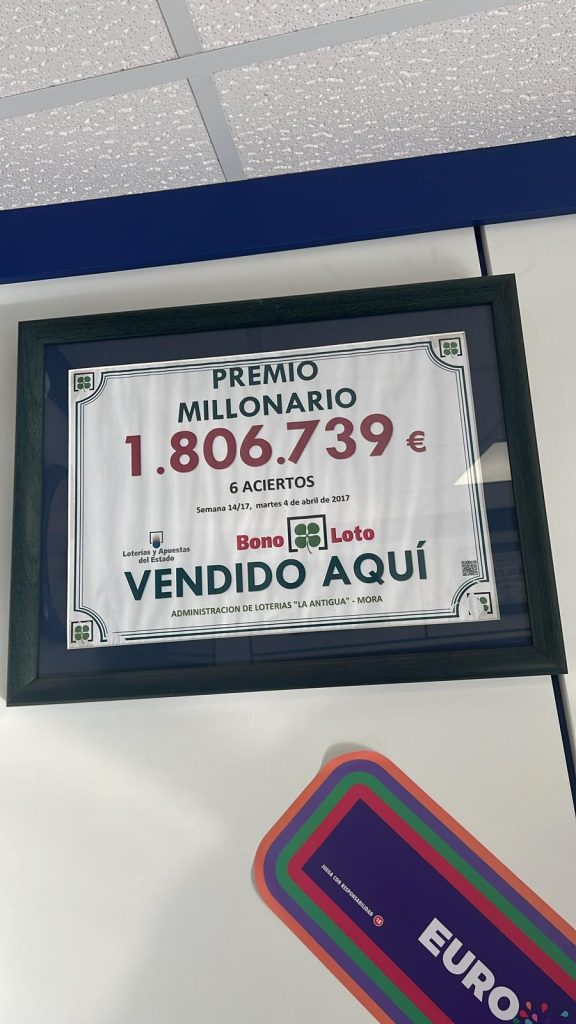 PREMIO
MILLONARIO
1.806.739 €
6 ACIERTOS
Semana 14/17, martes 4 de abril de 2017
Loterías y Apuestas
del Estado
Bono Loto
VENDIDO AQUÍ
ADMINISTRACION DE LOTERIAS "LA ANTIGUA" - MORA
JUEGA CON RESPONSABILIDAD 18
EURO